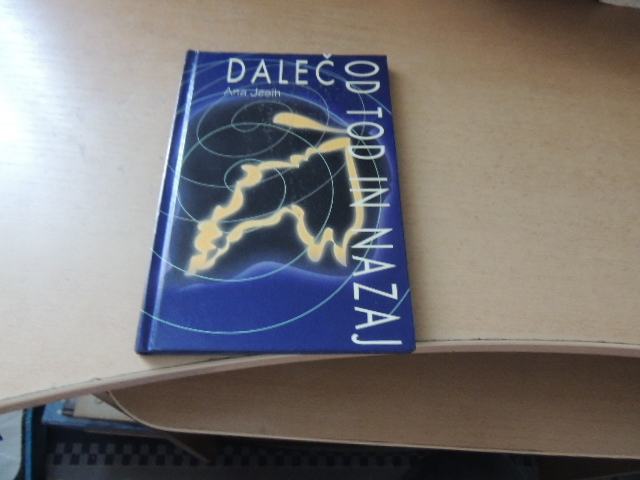 DALEČ
OD TOD IN NAZAJ
Ana Jesih